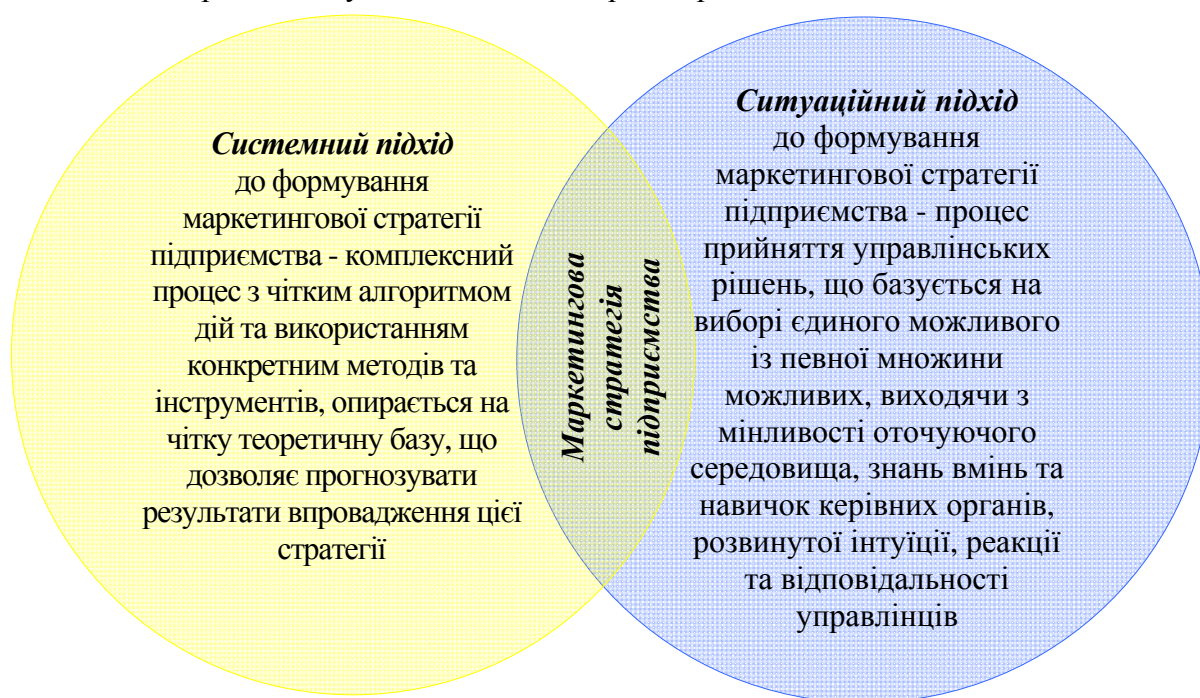 Системний підхід
до формування
маркетингової стратегії
підприємства - комплексний
процес з чітким алгоритмом
дій та використанням
конкретним методів та
інструментів, опирається на
чітку теоретичну базу, що
дозволяє прогнозувати
результати впровадження цієї
стратегії
Маркетингова
стратегія
підприємства
Ситуаційний підхід
до формування
маркетингової стратегії
підприємства - процес
прийняття управлінських
рішень, що базується на
виборі єдиного можливого
із певної множини
можливих, виходячи з
мінливості оточуючого
середовища, знань вмінь та
навичок керівних органів,
розвинутої інтуїції, реакції
та відповідальності
управлінців